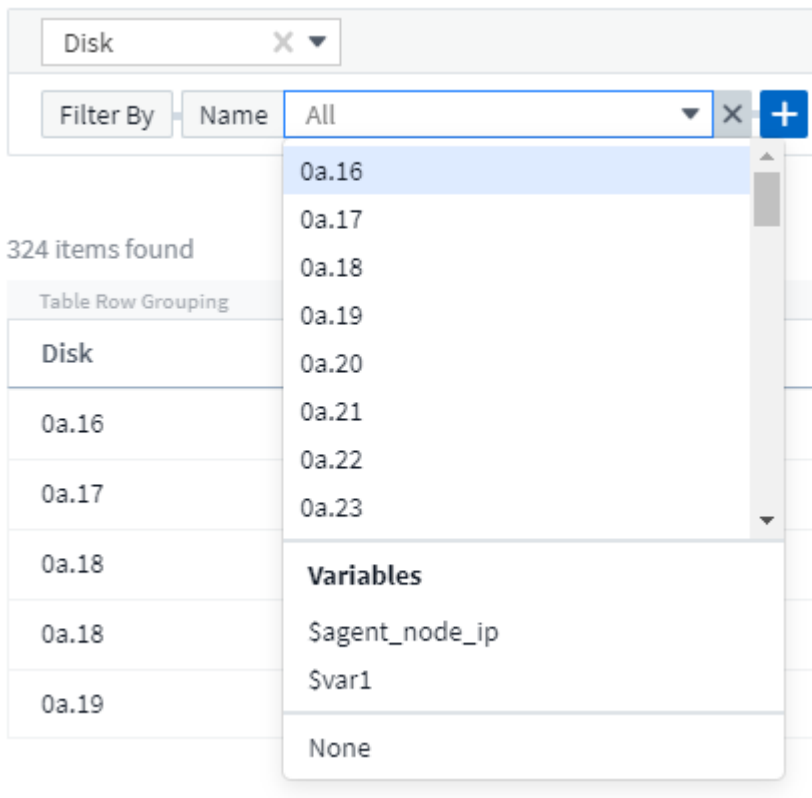 Disk
Filter By Name All
0a.16
0a.17
0a.18
0a.19
0a.20
0a.21
0a.22
0a.23
Variables
$agent_node_ip
$var1
None
324 items found
Table Row Grouping
Disk
0a.16
0a.17
0a.18
0a.18
0a.19